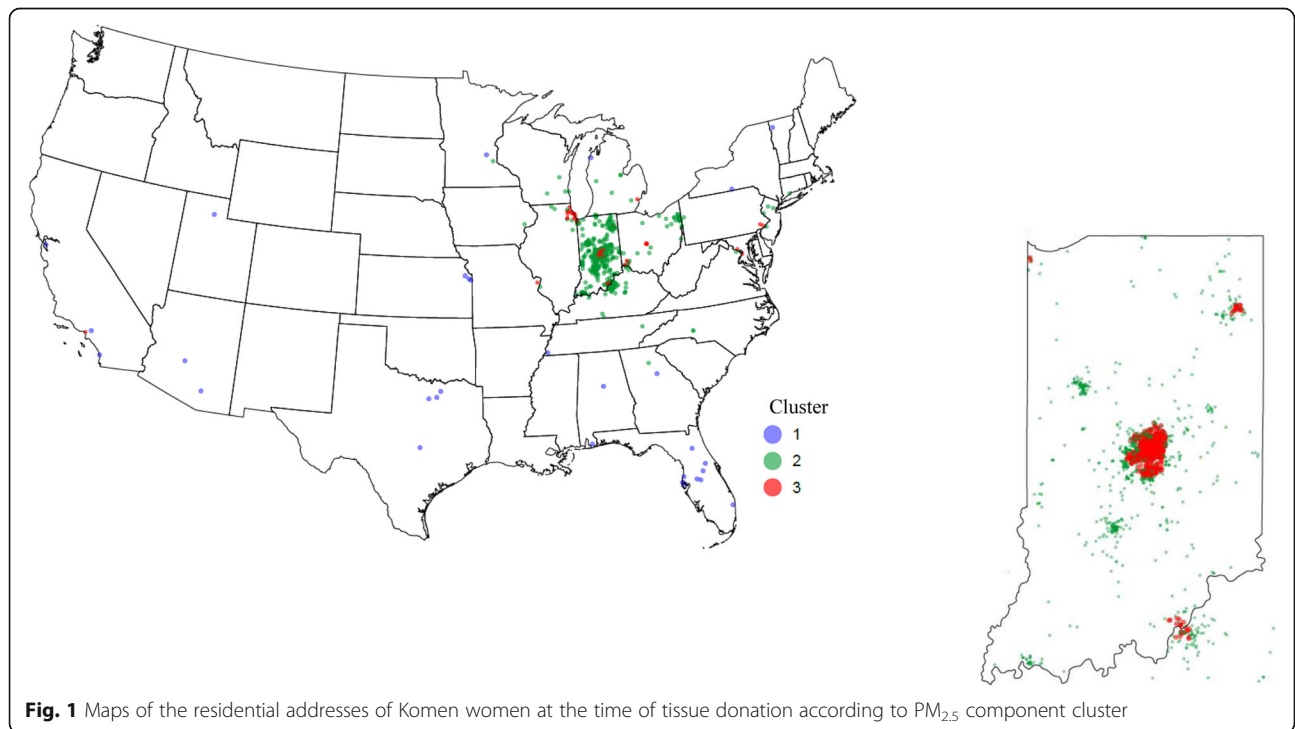 Cluster
1
2
3
Fig. 1 Maps of the residential addresses of Komen women at the time of tissue donation according to PM2.5 component cluster